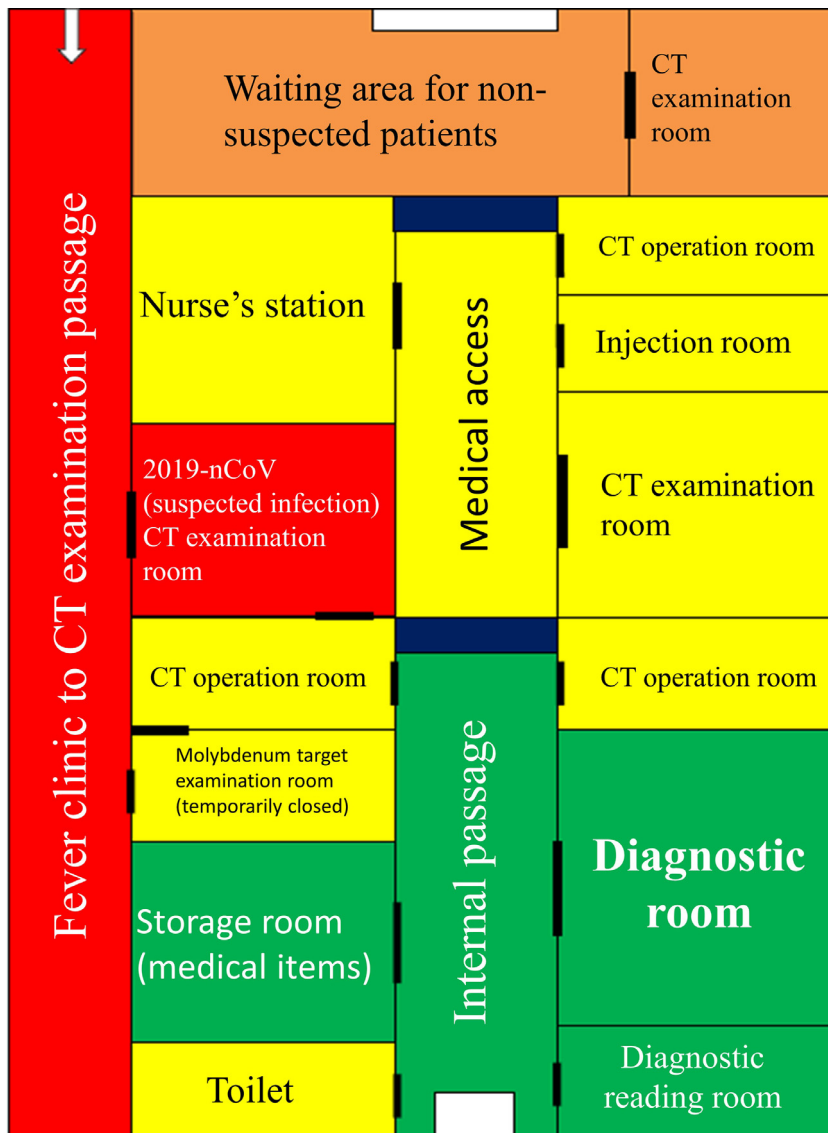 Fever clinic to CT examination passage
Waiting area for non-
suspected patients
CT
examination
room
Nurse’s station
Medical access
CT operation room
Injection room
2019-nCoV
(suspected infection)
CT examination
room
CT examination
room
CT operation room
CT operation room
Molybdenum target
examination room
(temporarily closed)
Internal passage
Diagnostic
room
Storage room
(medical items)
Toilet
Diagnostic
reading room